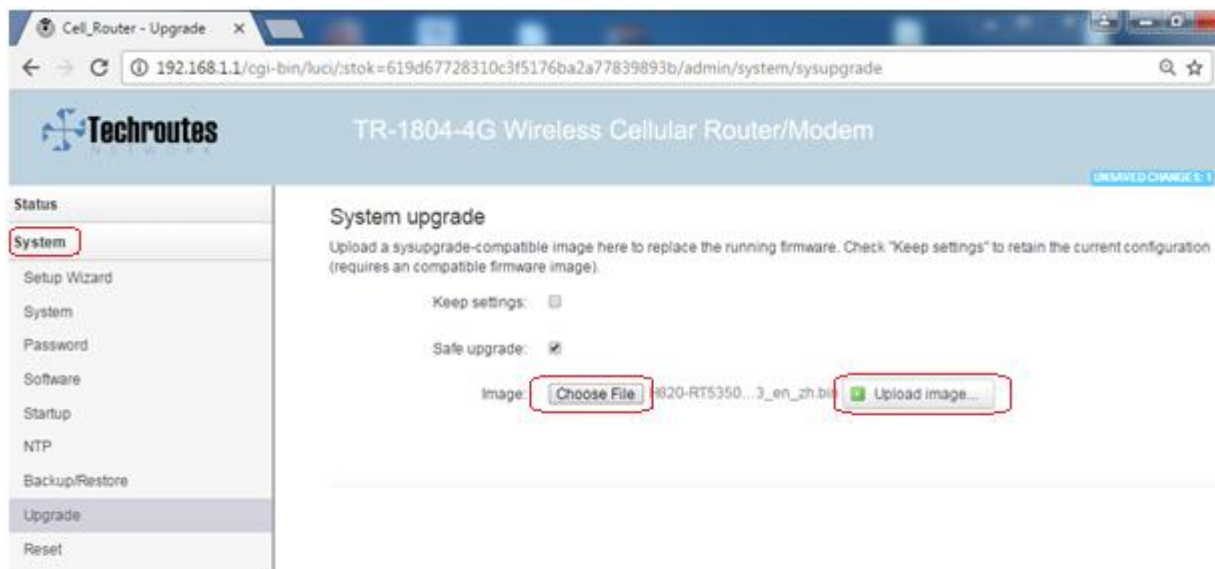 Cell_Router - Upgrade
192.168.1.1/cgi-bin/luci/;stok=619d67728310c3f5176ba2a77839893b/admin/system/sysupgrade
Techroutes
NETWORK
TR-1804-4G Wireless Cellular Router/Modem
UNSAVED CHANGES: 1
Status
System
Setup Wizard
System
Password
Software
Startup
NTP
Backup/Restore
Upgrade
Reset
System upgrade
Upload a sysupgrade-compatible image here to replace the running firmware. Check "Keep settings" to retain the current configuration
(requires an compatible firmware image).
Keep settings:
Safe upgrade:
Image: Choose File H820-RT5350...3_en_zh.bin Upload image...